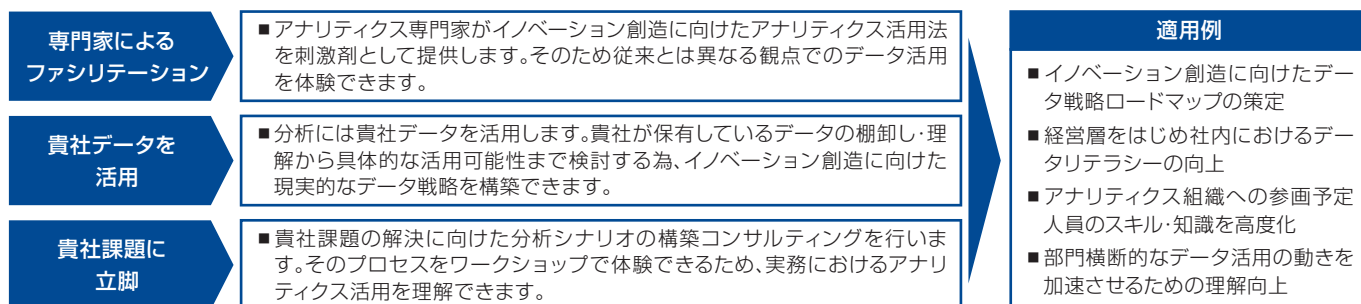 専門家による
ファシリテーション
■アナリティクス専門家がイノベーション創造に向けたアナリティクス活用法
を刺激剤として提供します。そのため従来とは異なる観点でのデータ活用
を体験できます。
貴社データを
活用
■分析には貴社データを活用します。貴社が保有しているデータの棚卸し・理
解から具体的な活用可能性まで検討する為、イノベーション創造に向けた
現実的なデータ戦略を構築できます。
貴社課題に
立脚
■貴社課題の解決に向けた分析シナリオの構築コンサルティングを行いま
す。そのプロセスをワークショップで体験できるため、実務におけるアナリ
ティクス活用を理解できます。
適用例
■イノベーション創造に向けたデー
タ戦略ロードマップの策定
■経営層をはじめ社内におけるデー
タリテラシーの向上
■アナリティクス組織への参画予定
人員のスキル・知識を高度化
■部門横断的なデータ活用の動きを
加速させるための理解向上